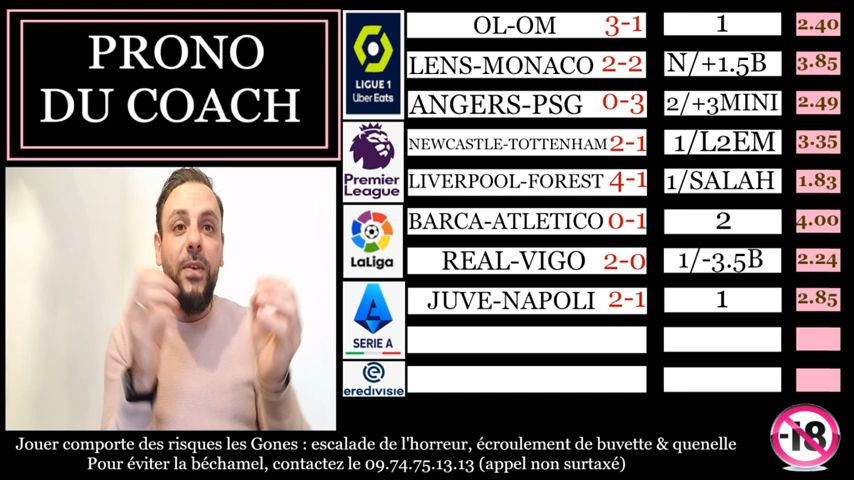 PRONO
DU COACH
LIGUE 1
Uber Eats
OL-OM 3-1 1 2.40
LENS-MONACO 2-2 N/+1.5B 3.85
ANGERS-PSG 0-3 2/+3MINI 2.49
Premier
League
NEWCASTLE-TOTTENHAM 2-1 1/L2EM 3.35
LIVERPOOL-FOREST 4-1 1/SALAH 1.83
LaLiga
BARCA-ATLETICO 0-1 2 4.00
REAL-VIGO 2-0 1/-3.5B 2.24
SERIE A
JUVE-NAPOLI 2-1 1 2.85
eREDIVISIE
-18
Jouer comporte des risques les Gones : escalade de l'horreur, écroulement de buvette & quenelle
Pour éviter la béchamel, contactez le 09.74.75.13.13 (appel non surtaxé)